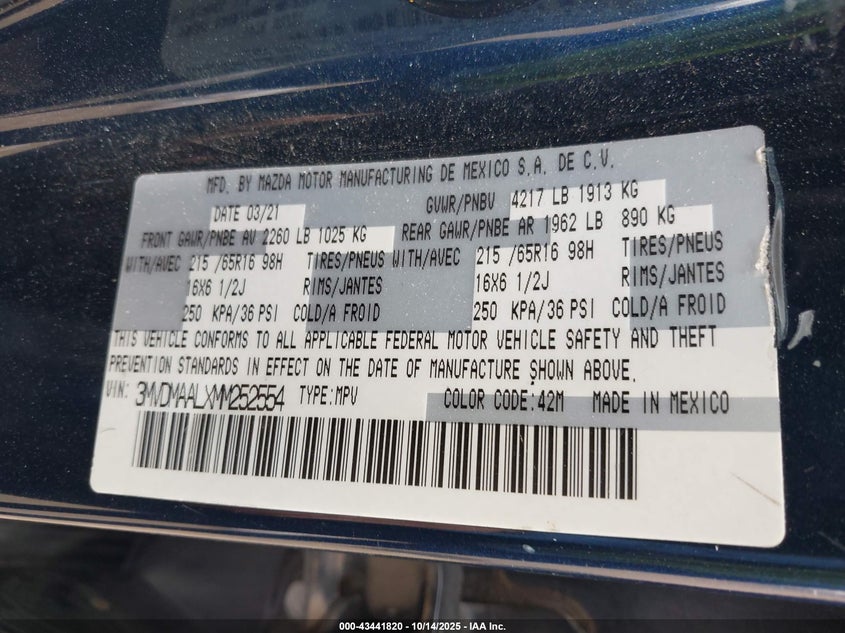 MFD. BY MAZDA MOTOR MANUFACTURING DE MEXICO S.A. DE C.V.
DATE 03/21 GVWR/PNBV 4217 LB 1913 KG
FRONT GAWR/PNBE AV 2260 LB 1025 KG REAR GAWR/PNBE AR 1962 LB 890 KG
WITH/AVEC 215 /65R16 98H TIRES/PNEUS WITH/AVEC 215 /65R16 98H TIRES/PNEUS
16X6 1/2J RIMS/JANTES 16X6 1/2J RIMS/JANTES
250 KPA/36 PSI COLD/A FROID 250 KPA/36 PSI COLD/A FROID
THIS VEHICLE CONFORMS TO ALL APPLICABLE FEDERAL MOTOR VEHICLE SAFETY AND THEFT
PREVENTION STANDARDS IN EFFECT ON THE DATE OF MANUFACTURE SHOWN ABOVE.
VIN: 3MVDMAALXMM252554 TYPE:MPV COLOR CODE:42M MADE IN MEXICO
000-43441820 - 10/14/2025 - IAA Inc.